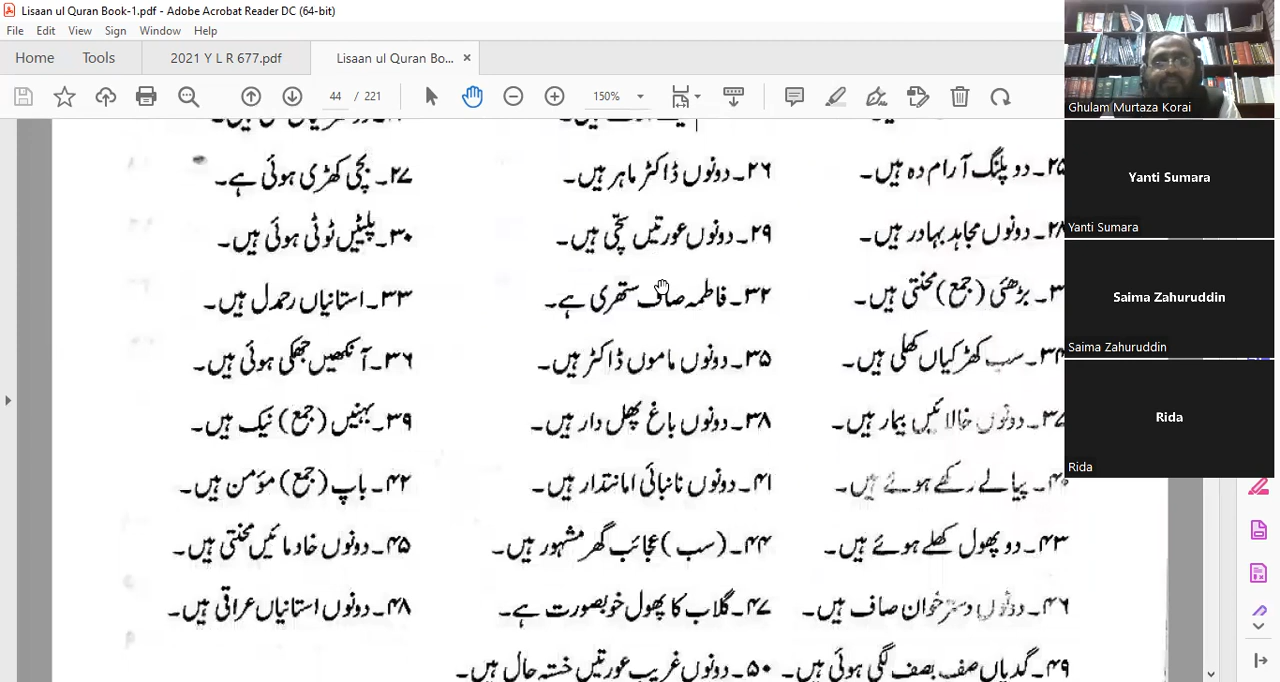 Lisaan ul Quran Book-1.pdf - Adobe Acrobat Reader DC (64-bit)
File Edit View Sign Window Help
Home Tools 2021 Y L R 677.pdf Lisaan ul Quran Bo... ×
44 / 221 150%
۲۵۔ دو پلنگ آرام دہ ہیں۔ ۲۶۔ دونوں ڈاکٹر ماہر ہیں۔ ۲۷۔ بچی کھڑی ہوئی ہے۔
۲۸۔ دونوں مجاہد بہادر ہیں۔ ۲۹۔ دونوں عورتیں سچّی ہیں۔ ۳۰۔ پلیٹیں ٹوٹی ہوئی ہیں۔
بڑھئی (جمع) محنتی ہیں۔ ۳۲۔ فاطمہ صاف ستھری ہے۔ ۳۳۔ استانیاں رحمدل ہیں۔
۳۴۔ سب کھڑکیاں کھلی ہیں۔ ۳۵۔ دونوں ماموں ڈاکٹر ہیں۔ ۳۶۔ آنکھیں جھکی ہوئی ہیں۔
۳۷۔ دونوں خالائیں بیمار ہیں۔ ۳۸۔ دونوں باغ پھل دار ہیں۔ ۳۹۔ بہنیں (جمع) نیک ہیں۔
۴۰۔ پیالے رکھے ہوئے ہیں۔ ۴۱۔ دونوں نانبائی امانتدار ہیں۔ ۴۲۔ باپ (جمع) مؤمن ہیں۔
۴۳۔ دو پھول کھلے ہوئے ہیں۔ ۴۴۔ (سب) عجائب گھر مشہور ہیں۔ ۴۵۔ دونوں خادمائیں محنتی ہیں۔
۴۶۔ دونوں دسترخوان صاف ہیں۔ ۴۷۔ گلاب کا پھول خوبصورت ہے۔ ۴۸۔ دونوں استانیاں عراقی ہیں۔
۴۹۔ گدیاں صف بصف لگی ہوئی ہیں۔ ۵۰۔ دونوں غریب عورتیں خستہ حال ہیں۔
Ghulam Murtaza Korai
Yanti Sumara
Yanti Sumara
Saima Zahuruddin
Saima Zahuruddin
Rida
Rida